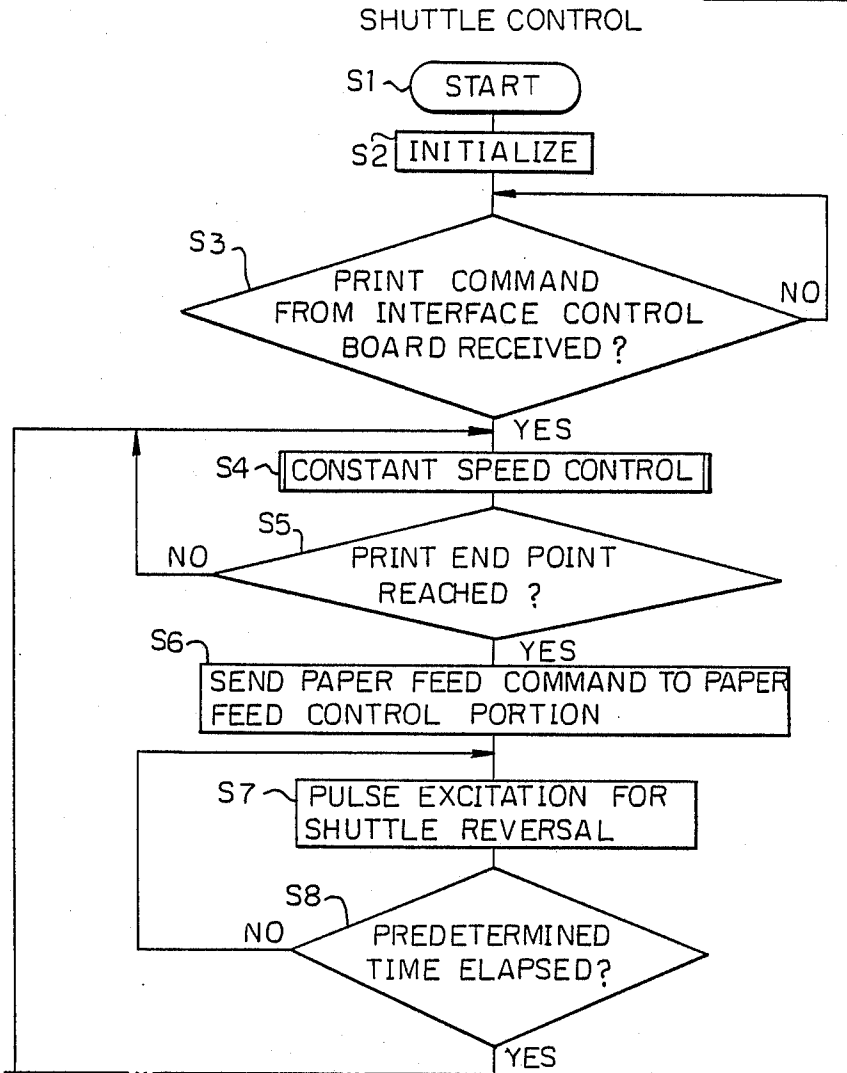 SHUTTLE CONTROL
S1
START
S2
INITIALIZE
S3
PRINT COMMAND
FROM INTERFACE CONTROL
BOARD RECEIVED ?
NO
YES
S4
CONSTANT SPEED CONTROL
S5
PRINT END POINT
REACHED ?
NO
YES
S6
SEND PAPER FEED COMMAND TO PAPER
FEED CONTROL PORTION
S7
PULSE EXCITATION FOR
SHUTTLE REVERSAL
S8
PREDETERMINED
TIME ELAPSED?
NO
YES